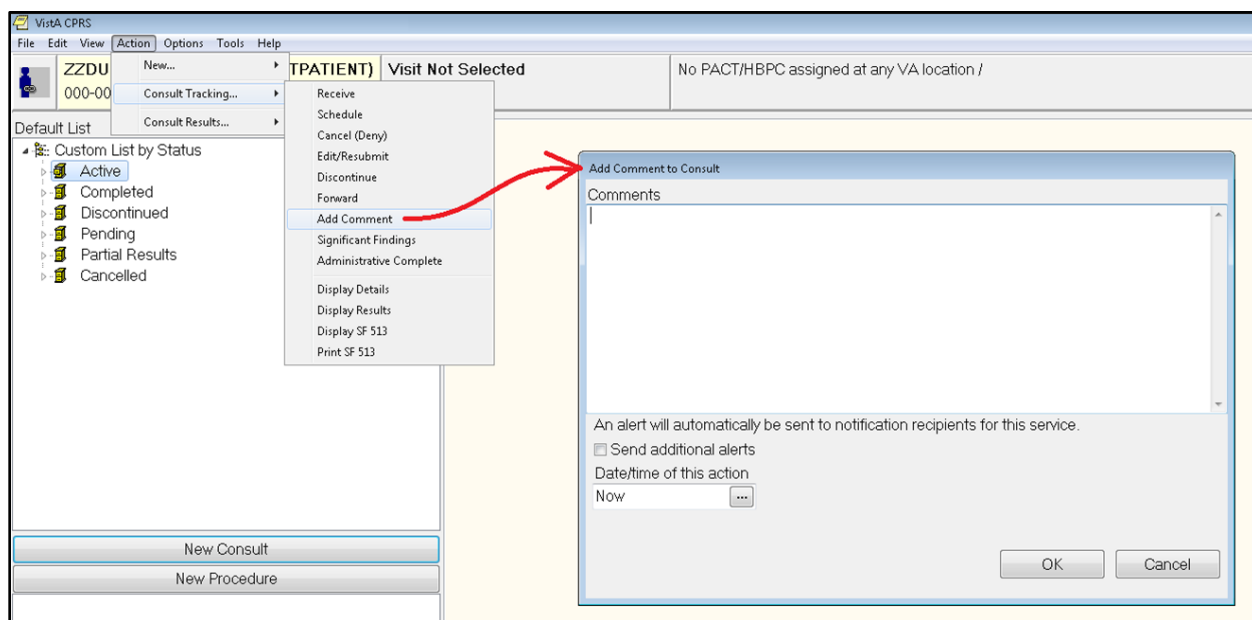 VistA CPRS
File Edit View Action Options Tools Help
ZZDU
000-00
TPATIENT) Visit Not Selected
No PACT/HBPC assigned at any VA location /
New...
Consult Tracking...
Consult Results...
Receive
Schedule
Cancel (Deny)
Edit/Resubmit
Discontinue
Forward
Add Comment
Significant Findings
Administrative Complete
Display Details
Display Results
Display SF 513
Print SF 513
Default List
Custom List by Status
Active
Completed
Discontinued
Pending
Partial Results
Cancelled
New Consult
New Procedure
Add Comment to Consult
Comments
An alert will automatically be sent to notification recipients for this service.
Send additional alerts
Date/time of this action
Now ...
OK Cancel